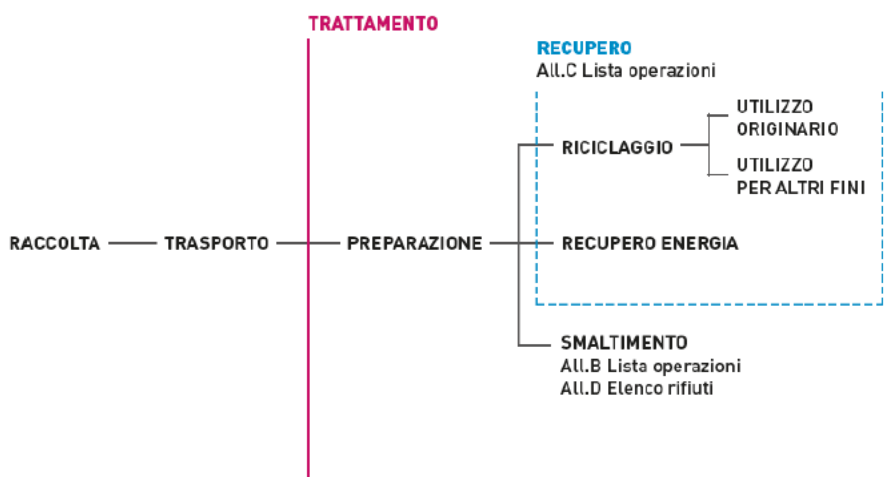 TRATTAMENTO
RECUPERO
All.C Lista operazioni
UTILIZZO
ORIGINARIO
RICICLAGGIO
UTILIZZO
PER ALTRI FINI
RACCOLTA
TRASPORTO
PREPARAZIONE
RECUPERO ENERGIA
SMALTIMENTO
All.B Lista operazioni
All.D Elenco rifiuti